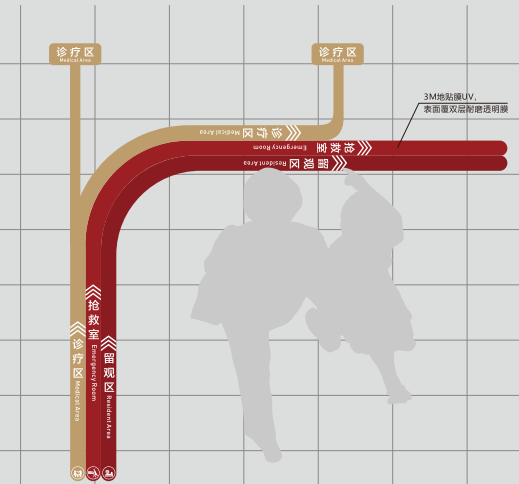 诊疗区
Medical Area
诊疗区
Medical Area
3M地贴膜UV,
表面覆双层耐磨透明膜
诊疗区
Medical Area
抢救室
Emergency Room
留观区
Resident Area
抢救室
Emergency Room
诊疗区
Medical Area
留观区
Resident Area